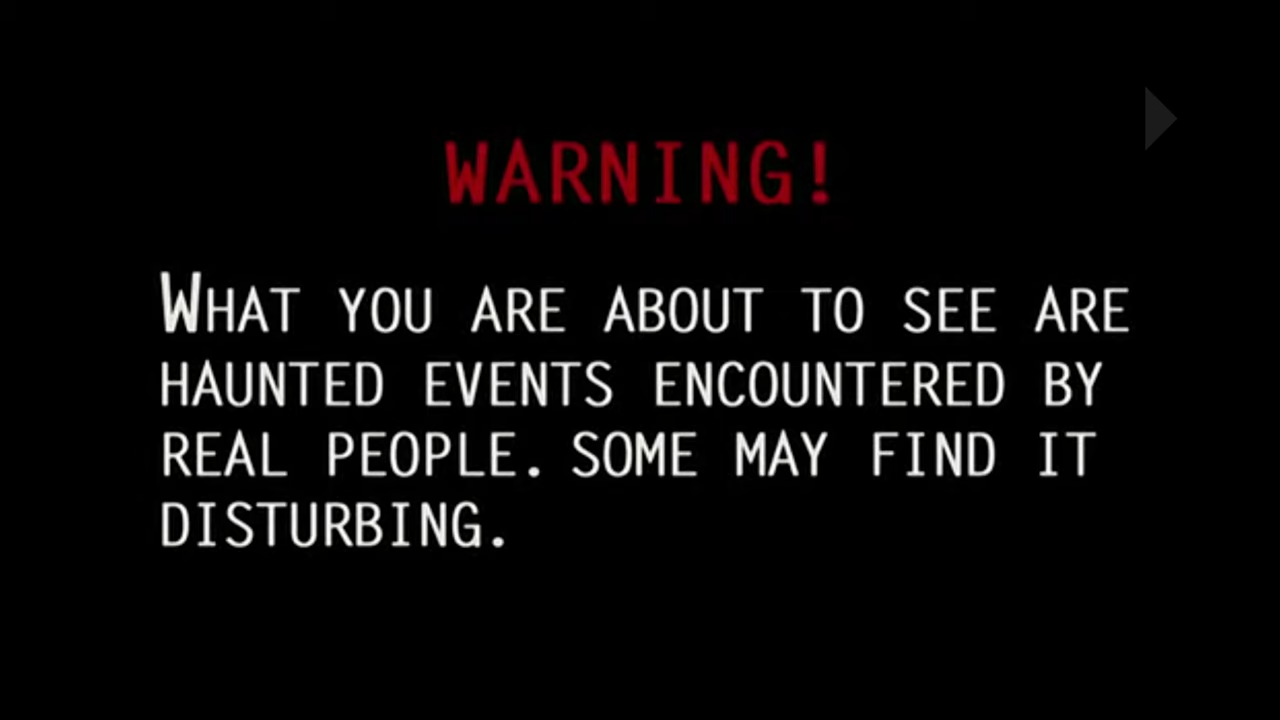 WARNING!
WHAT YOU ARE ABOUT TO SEE ARE
HAUNTED EVENTS ENCOUNTERED BY
REAL PEOPLE. SOME MAY FIND IT
DISTURBING.